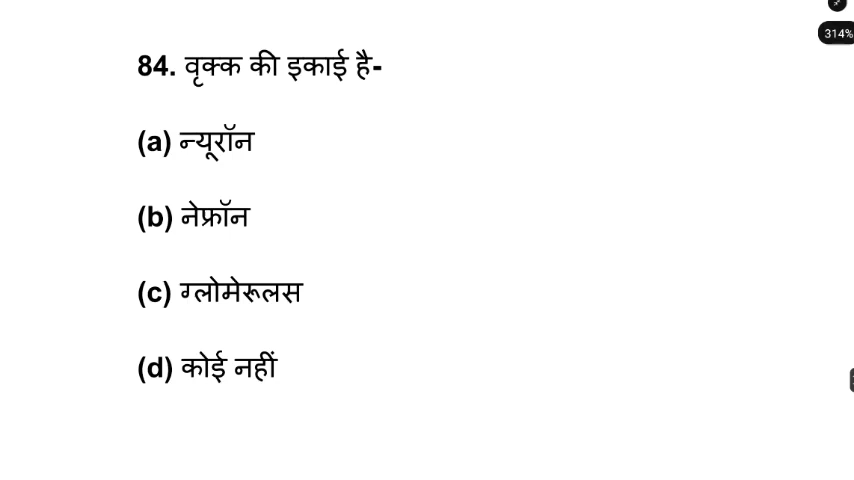 314%
84. वृक्क की इकाई है-
(a) न्यूरॉन
(b) नेफ्रॉन
(c) ग्लोमेरूलस
(d) कोई नहीं